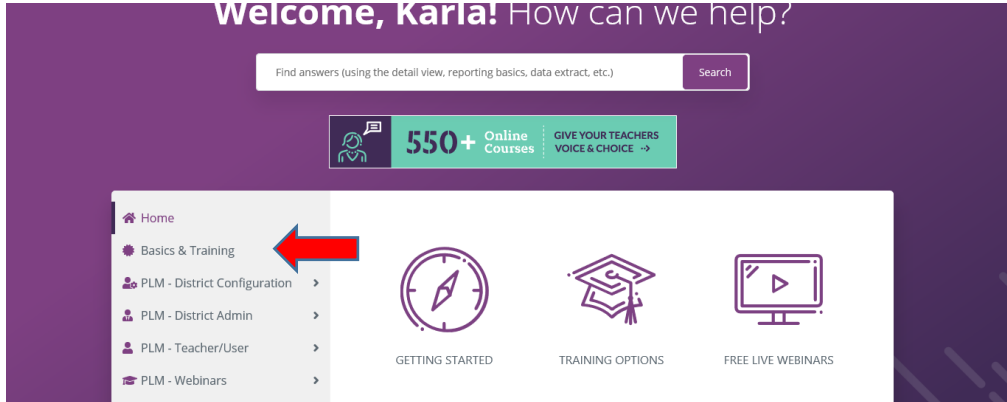 Welcome, Karla! How can we help?
Find answers (using the detail view, reporting basics, data extract, etc.)
Search
550+ Online Courses
GIVE YOUR TEACHERS
VOICE & CHOICE ->
Home
Basics & Training
PLM - District Configuration
PLM - District Admin
PLM - Teacher/User
PLM - Webinars
GETTING STARTED
TRAINING OPTIONS
FREE LIVE WEBINARS